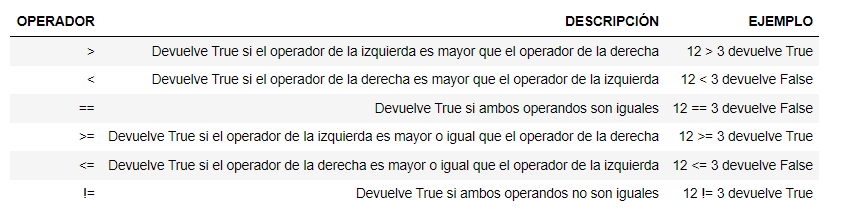 OPERADOR DESCRIPCIÓN EJEMPLO
> Devuelve True si el operador de la izquierda es mayor que el operador de la derecha 12 > 3 devuelve True
< Devuelve True si el operador de la derecha es mayor que el operador de la izquierda 12 < 3 devuelve False
== Devuelve True si ambos operandos son iguales 12 == 3 devuelve False
>= Devuelve True si el operador de la izquierda es mayor o igual que el operador de la derecha 12 >= 3 devuelve True
<= Devuelve True si el operador de la derecha es mayor o igual que el operador de la izquierda 12 <= 3 devuelve False
!= Devuelve True si ambos operandos no son iguales 12 != 3 devuelve True